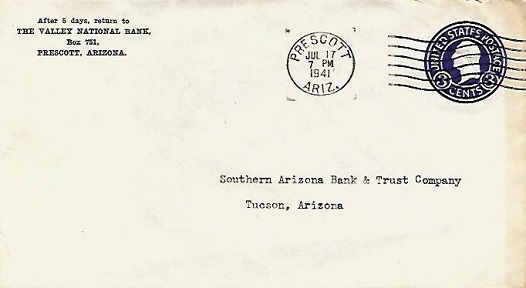 After 5 days, return to
THE VALLEY NATIONAL BANK,
Box 751,
PRESCOTT, ARIZONA.
PRESCOTT
JUL 17
7 PM
1941
ARIZ.
UNITED STATES POSTAGE
3 CENTS 3
Southern Arizona Bank & Trust Company
Tucson, Arizona